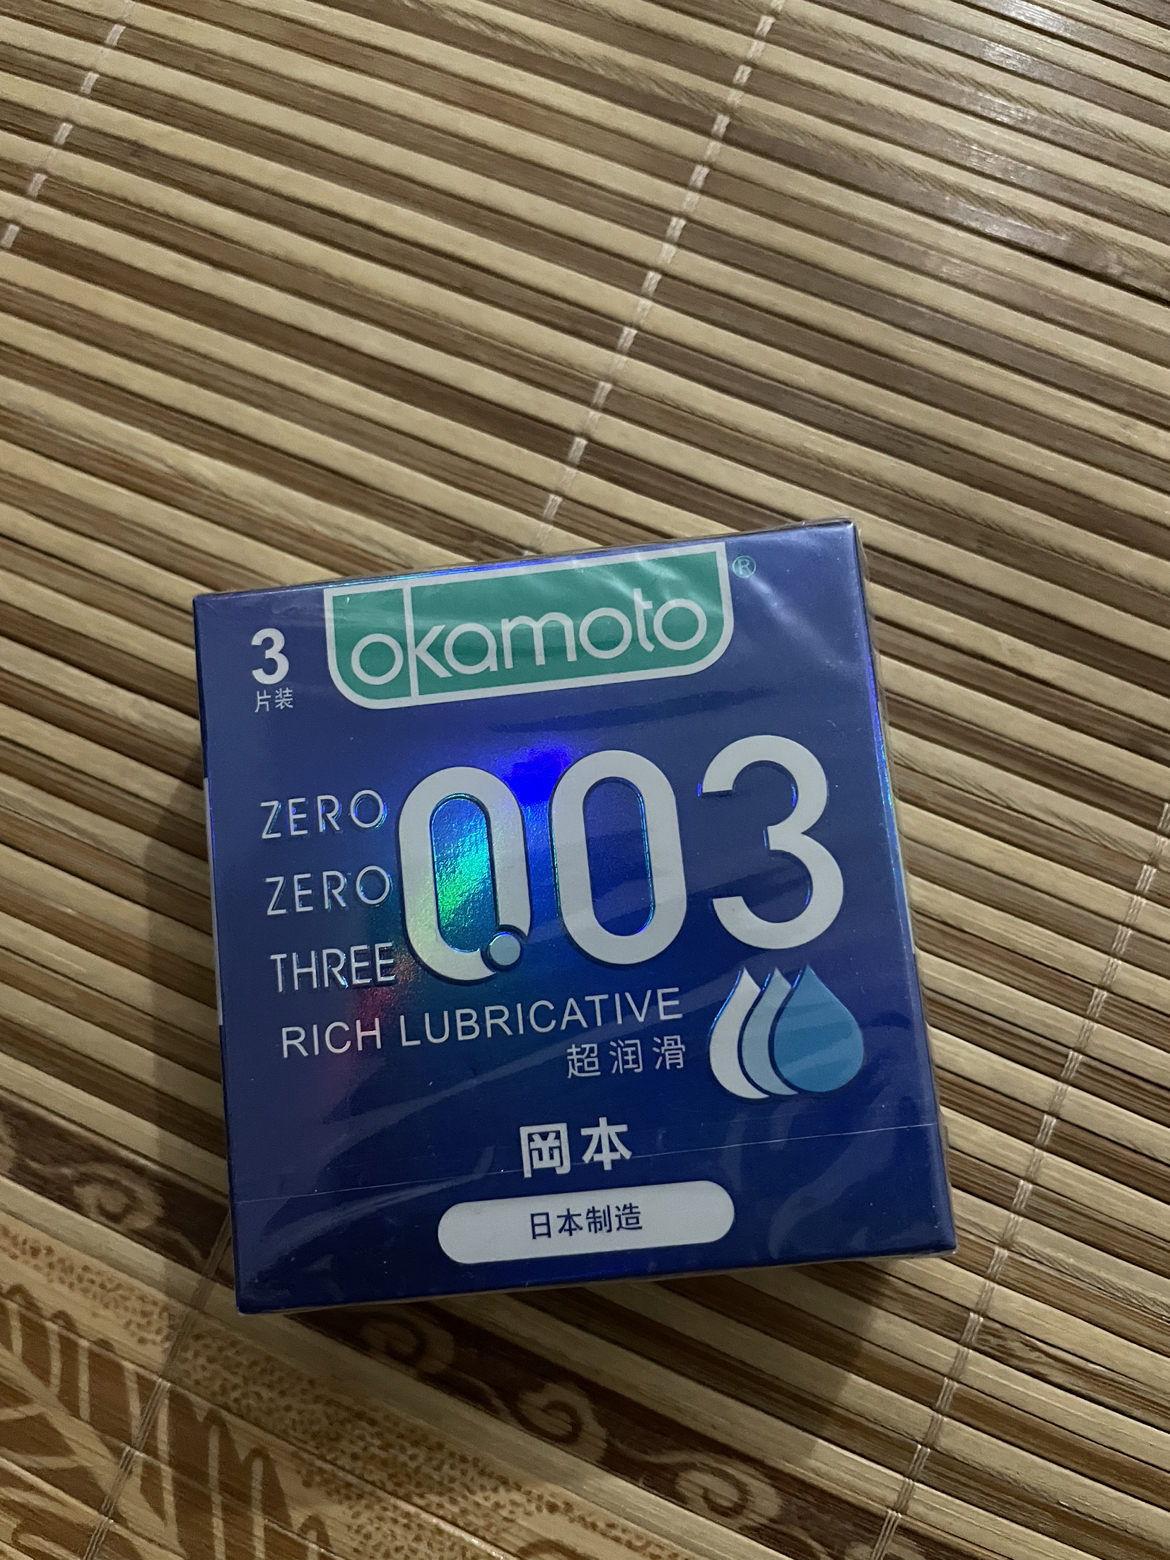 okamoto®
3
片装
0.03
ZERO
ZERO
THREE
RICH LUBRICATIVE
超润滑
岡本
日本制造